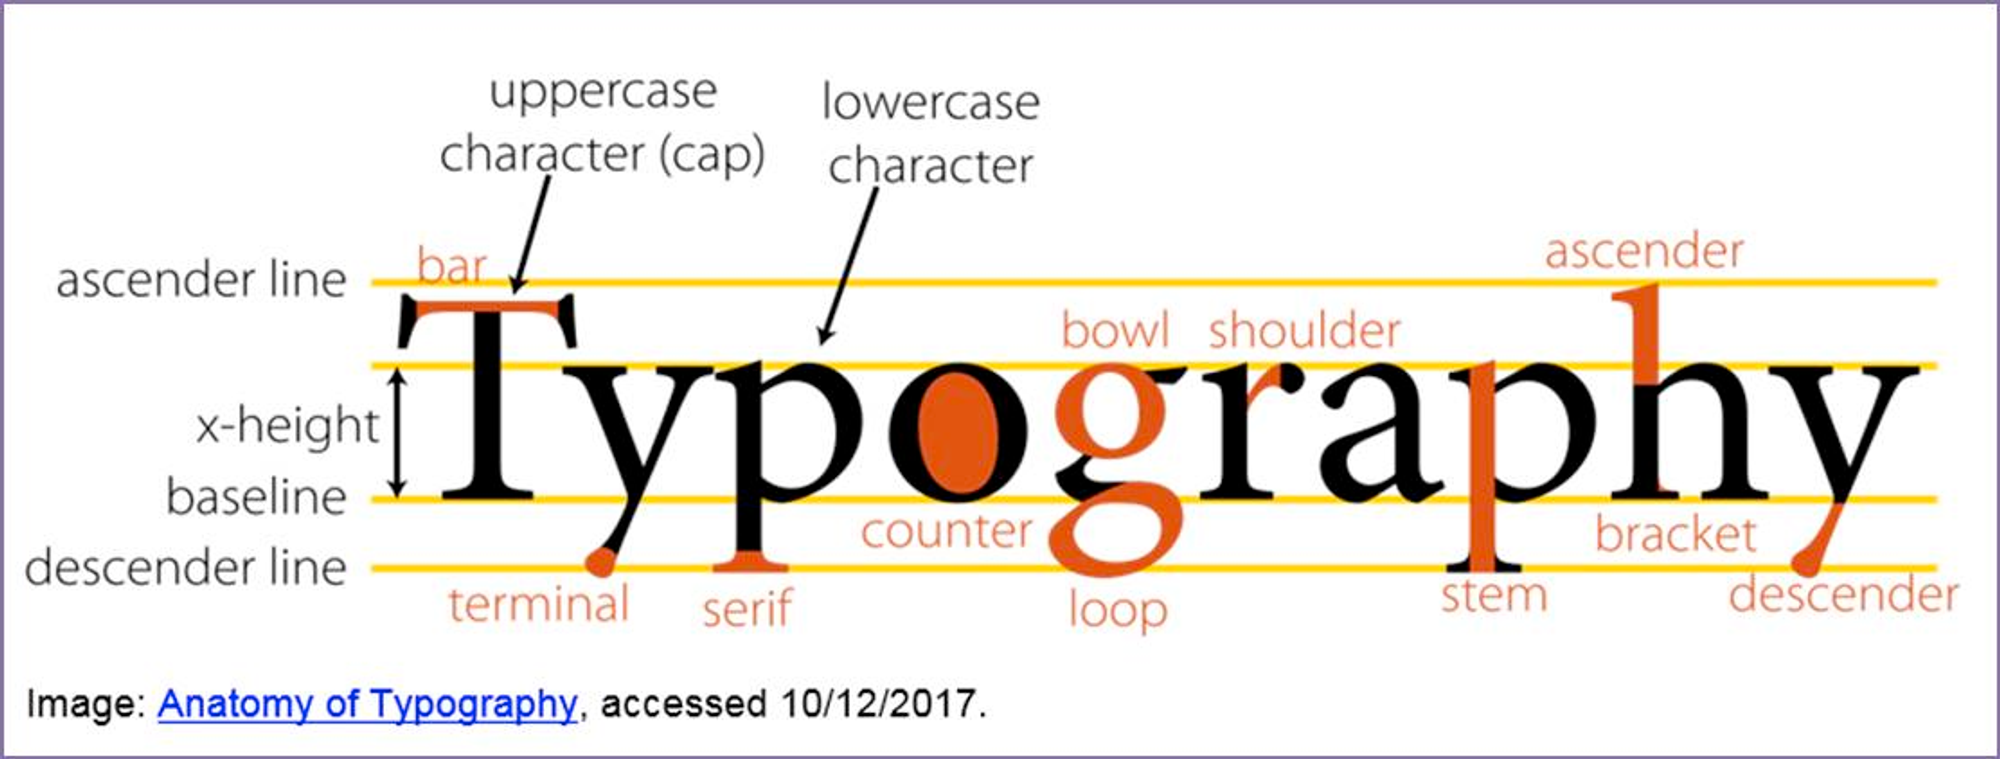 uppercase
character (cap)
lowercase
character
ascender line
bar
ascender
bowl
shoulder
Typography
x-height
baseline
counter
bracket
descender line
terminal
serif
loop
stem
descender
Image: Anatomy of Typography, accessed 10/12/2017.